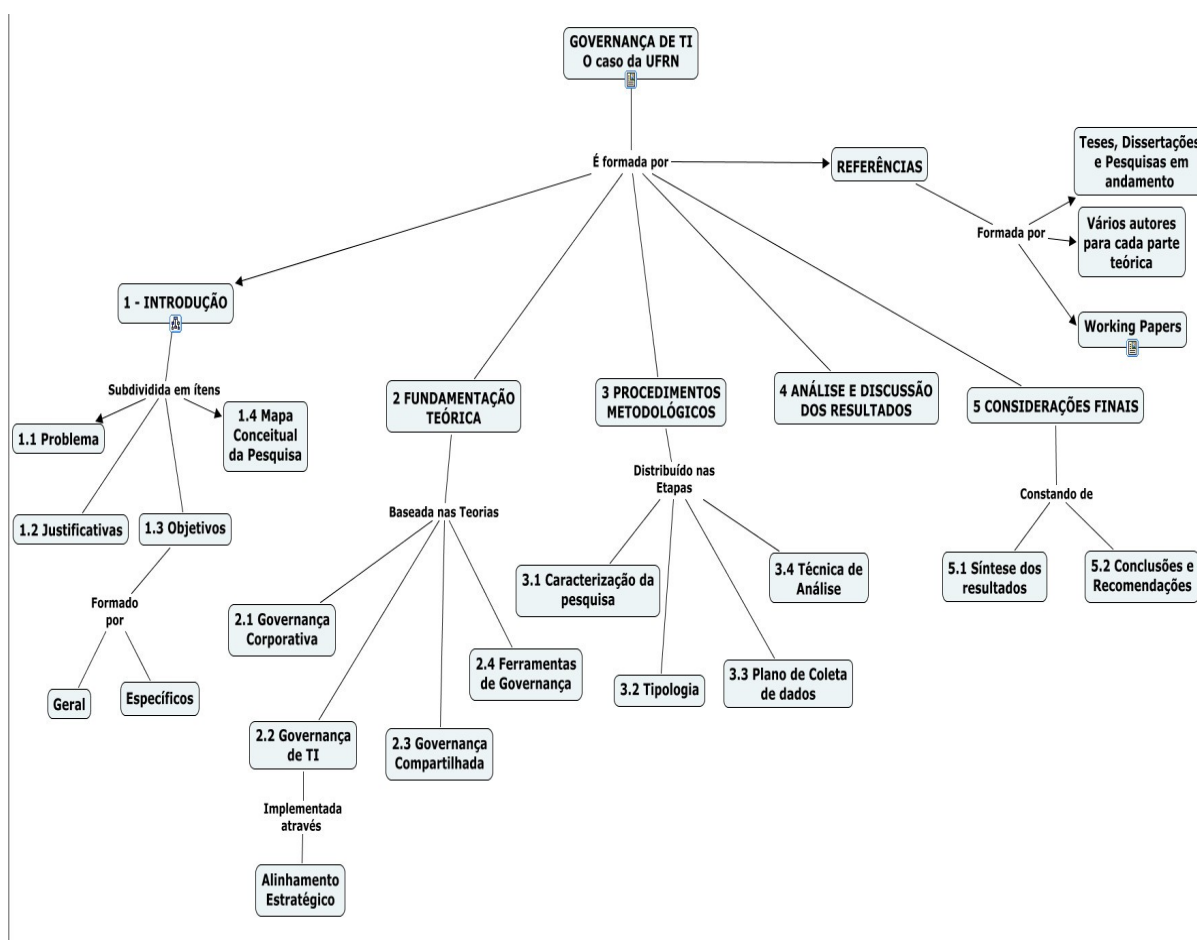 GOVERNANÇA DE TI
O caso da UFRN
É formada por
REFERÊNCIAS
Teses, Dissertações
e Pesquisas em
andamento
Formada por
Vários autores
para cada parte
teórica
Working Papers
1 - INTRODUÇÃO
Subdividida em ítens
1.1 Problema
1.4 Mapa
Conceitual
da Pesquisa
1.2 Justificativas
1.3 Objetivos
Formado
por
Geral
Específicos
2 FUNDAMENTAÇÃO
TEÓRICA
Baseada nas Teorias
2.1 Governança
Corporativa
2.4 Ferramentas
de Governança
2.2 Governança
de TI
2.3 Governança
Compartilhada
Implementada
através
Alinhamento
Estratégico
3 PROCEDIMENTOS
METODOLÓGICOS
Distribuído nas
Etapas
3.1 Caracterização da
pesquisa
3.4 Técnica de
Análise
3.2 Tipologia
3.3 Plano de Coleta
de dados
4 ANÁLISE E DISCUSSÃO
DOS RESULTADOS
5 CONSIDERAÇÕES FINAIS
Constando de
5.1 Síntese dos
resultados
5.2 Conclusões e
Recomendações